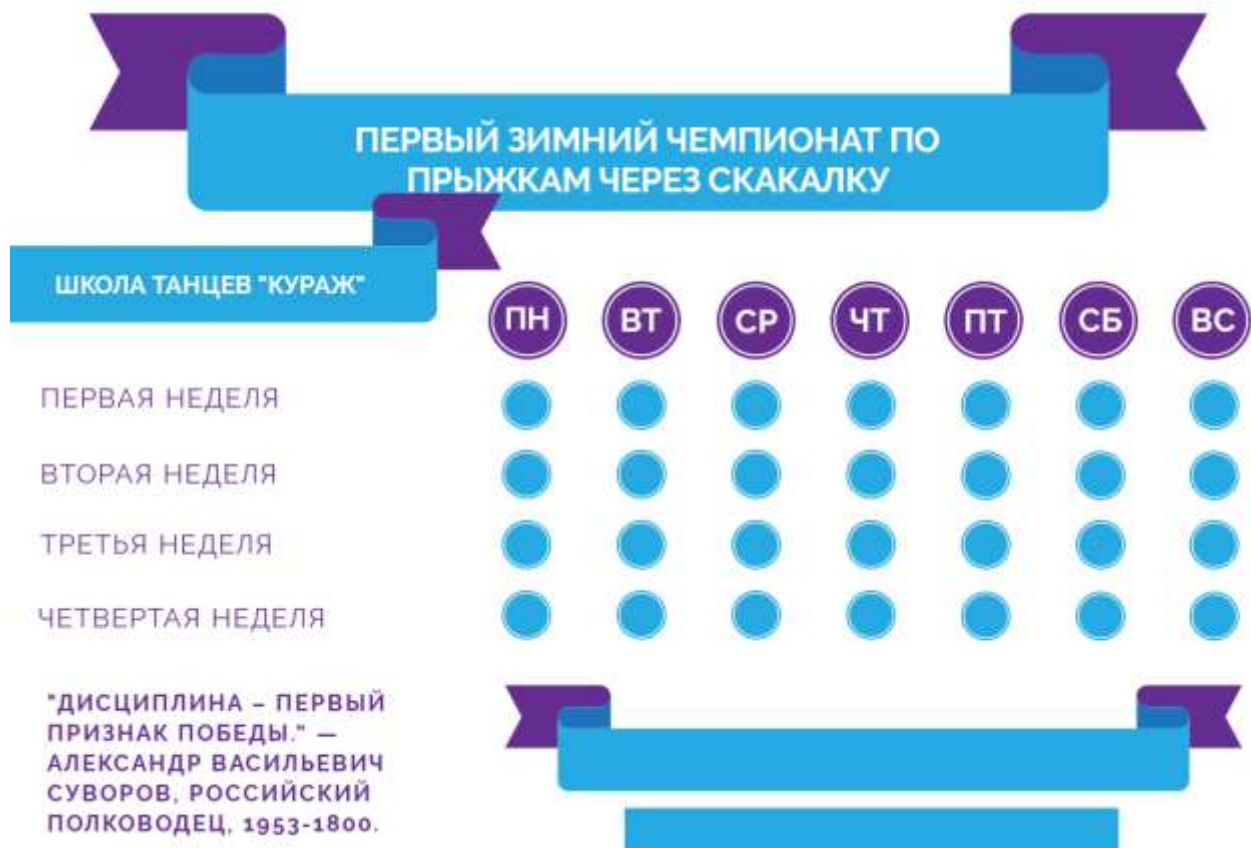 ПЕРВЫЙ ЗИМНИЙ ЧЕМПИОНАТ ПО
ПРЫЖКАМ ЧЕРЕЗ СКАКАЛКУ
ШКОЛА ТАНЦЕВ "КУРАЖ"
ПН ВТ СР ЧТ ПТ СБ ВС
ПЕРВАЯ НЕДЕЛЯ
ВТОРАЯ НЕДЕЛЯ
ТРЕТЬЯ НЕДЕЛЯ
ЧЕТВЕРТАЯ НЕДЕЛЯ
"ДИСЦИПЛИНА – ПЕРВЫЙ
ПРИЗНАК ПОБЕДЫ." —
АЛЕКСАНДР ВАСИЛЬЕВИЧ
СУВОРОВ, РОССИЙСКИЙ
ПОЛКОВОДЕЦ, 1953-1800.